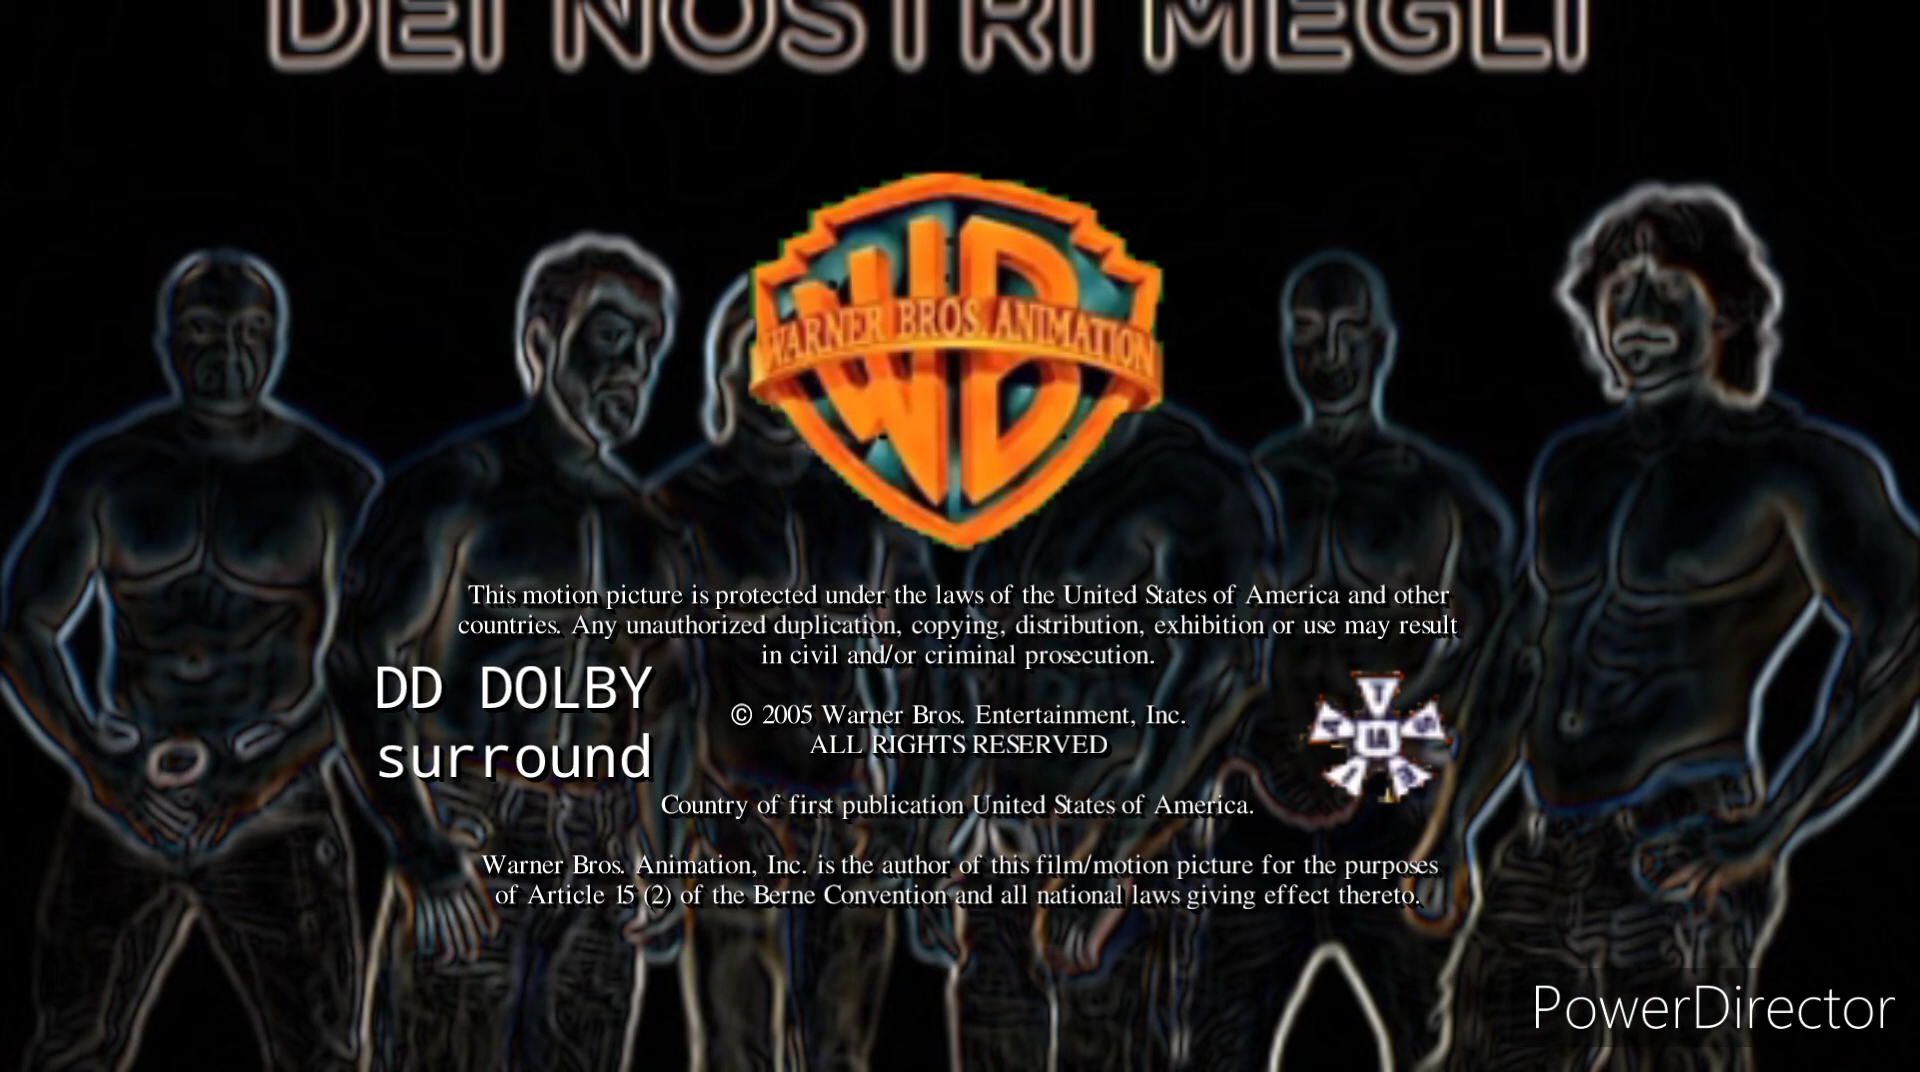 DEI NOSTRI MEGLI
WARNER BROS. ANIMATION
This motion picture is protected under the laws of the United States of America and other
countries. Any unauthorized duplication, copying, distribution, exhibition or use may result
in civil and/or criminal prosecution.
DD DOLBY
surround
© 2005 Warner Bros. Entertainment, Inc.
ALL RIGHTS RESERVED
Country of first publication United States of America.
Warner Bros. Animation, Inc. is the author of this film/motion picture for the purposes
of Article 15 (2) of the Berne Convention and all national laws giving effect thereto.
PowerDirector